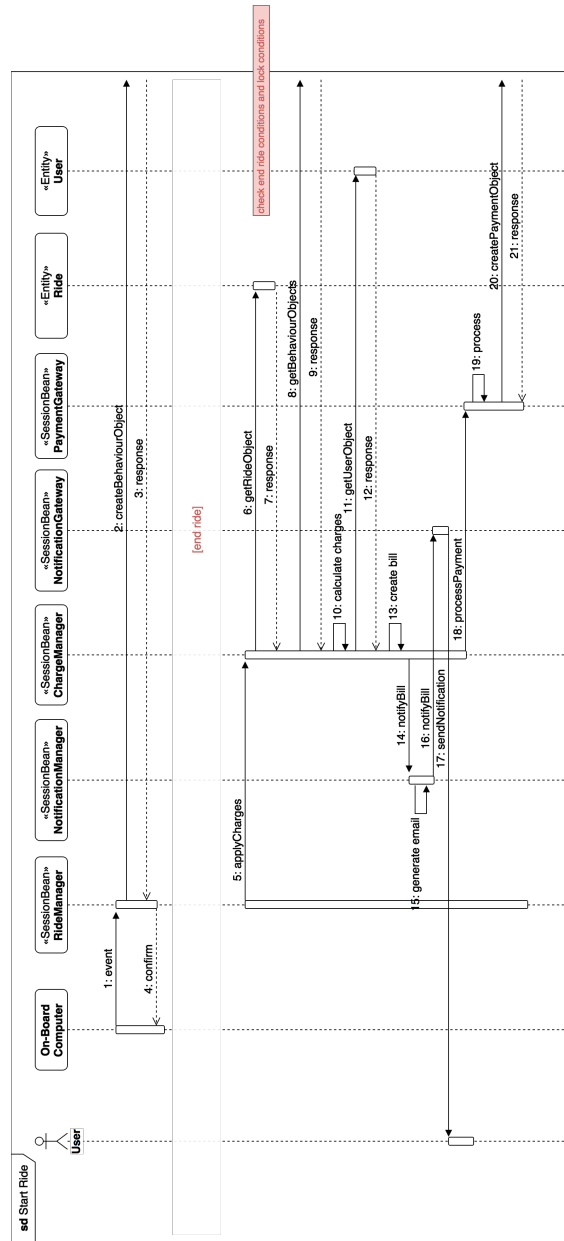 sd Start Ride
User
On-Board
Computer
«SessionBean»
RideManager
«SessionBean»
NotificationManager
«SessionBean»
ChargeManager
«SessionBean»
NotificationGateway
«SessionBean»
PaymentGateway
«Entity»
Ride
«Entity»
User
1: event
2: createBehaviourObject
3: response
4: confirm
[end ride]
check end ride conditions and lock conditions
5: applyCharges
6: getRideObject
7: response
8: getBehaviourObjects
9: response
10: calculate charges
11: getUserObject
12: response
13: create bill
14: notifyBill
15: generate email
16: notifyBill
17: sendNotification
18: processPayment
19: process
20: createPaymentObject
21: response